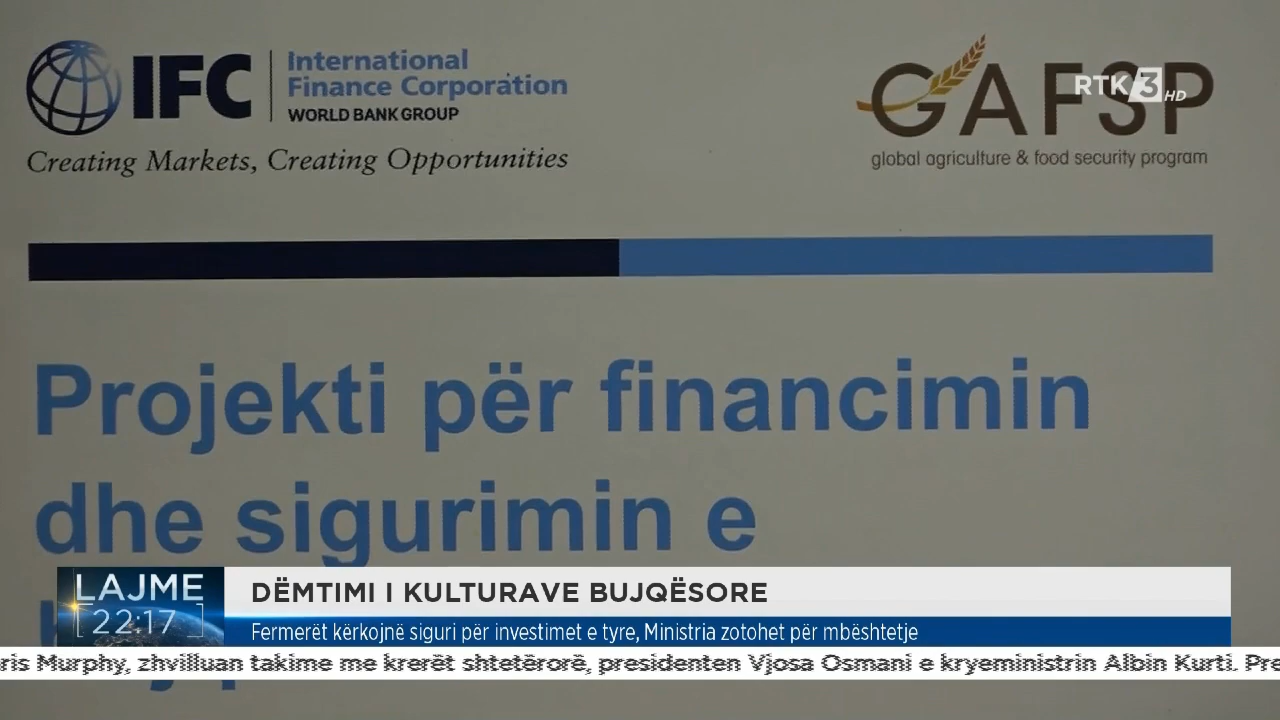 IFC
International
Finance Corporation
WORLD BANK GROUP
Creating Markets, Creating Opportunities
GAFSP
global agriculture & food security program
RTK 3 HD
Projekti për financimin
dhe sigurimin e
LAJME
22:17
DËMTIMI I KULTURAVE BUJQËSORE
Fermerët kërkojnë siguri për investimet e tyre, Ministria zotohet për mbështetje
ris Murphy, zhvilluan takime me krerët shtetërorë, presidenten Vjosa Osmani e kryeministrin Albin Kurti. Pre